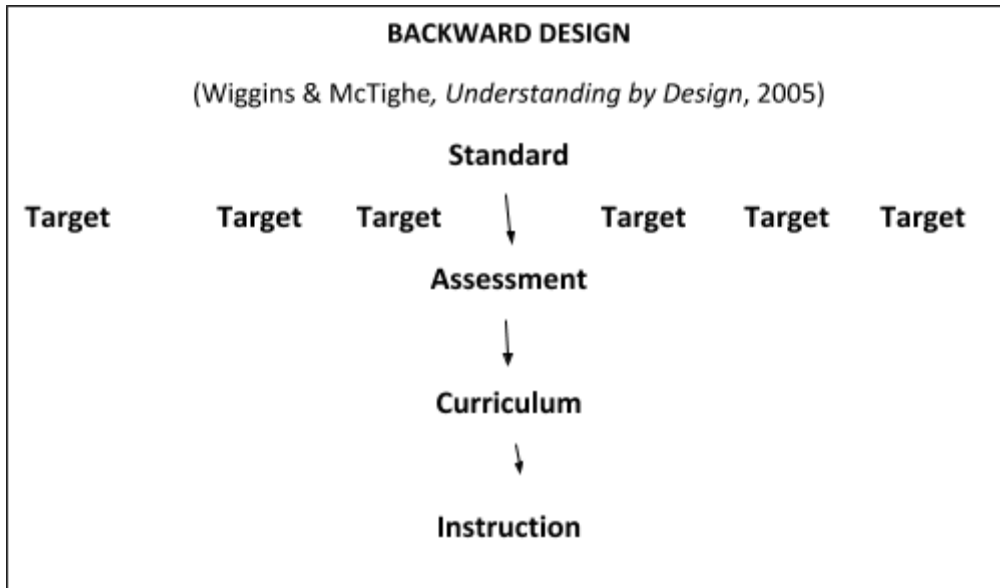 BACKWARD DESIGN
(Wiggins & McTighe, Understanding by Design, 2005)
Standard
Target Target Target Target Target Target
Assessment
Curriculum
Instruction